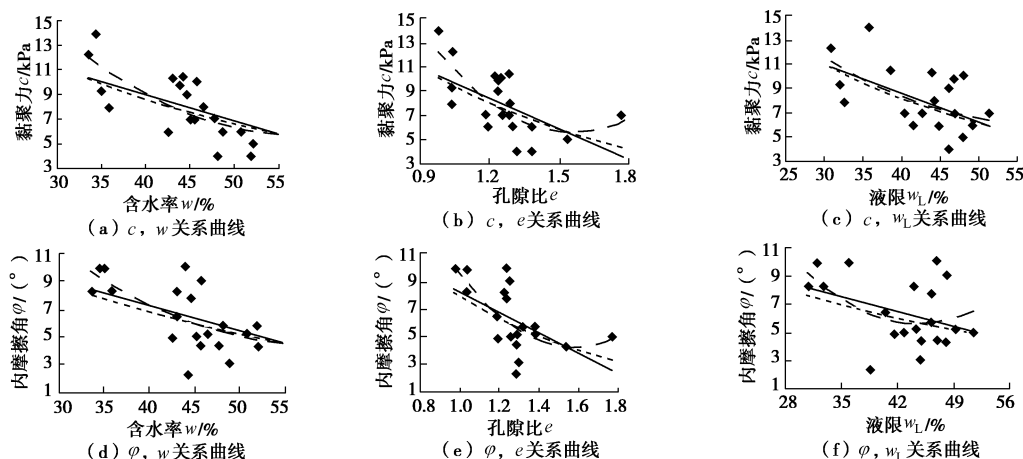 15
13
11
9
7
5
3
黏聚力c/kPa
30 35 40 45 50 55
含水率w/%
(a) c, w关系曲线
15
13
11
9
7
5
3
黏聚力c/kPa
0.9 1.2 1.5 1.8
孔隙比e
(b) c, e关系曲线
15
13
11
9
7
5
3
黏聚力c/kPa
25 30 35 40 45 50 55
液限wL/%
(c) c, wL关系曲线
11
9
7
5
3
1
内摩擦角φ/(°)
30 35 40 45 50 55
含水率w/%
(d) φ, w关系曲线
11
9
7
5
3
1
内摩擦角φ/(°)
0.8 1.0 1.2 1.4 1.6 1.8
孔隙比e
(e) φ, e关系曲线
11
9
7
5
3
1
内摩擦角φ/(°)
28 35 42 49 56
液限wL/%
(f) φ, wL关系曲线